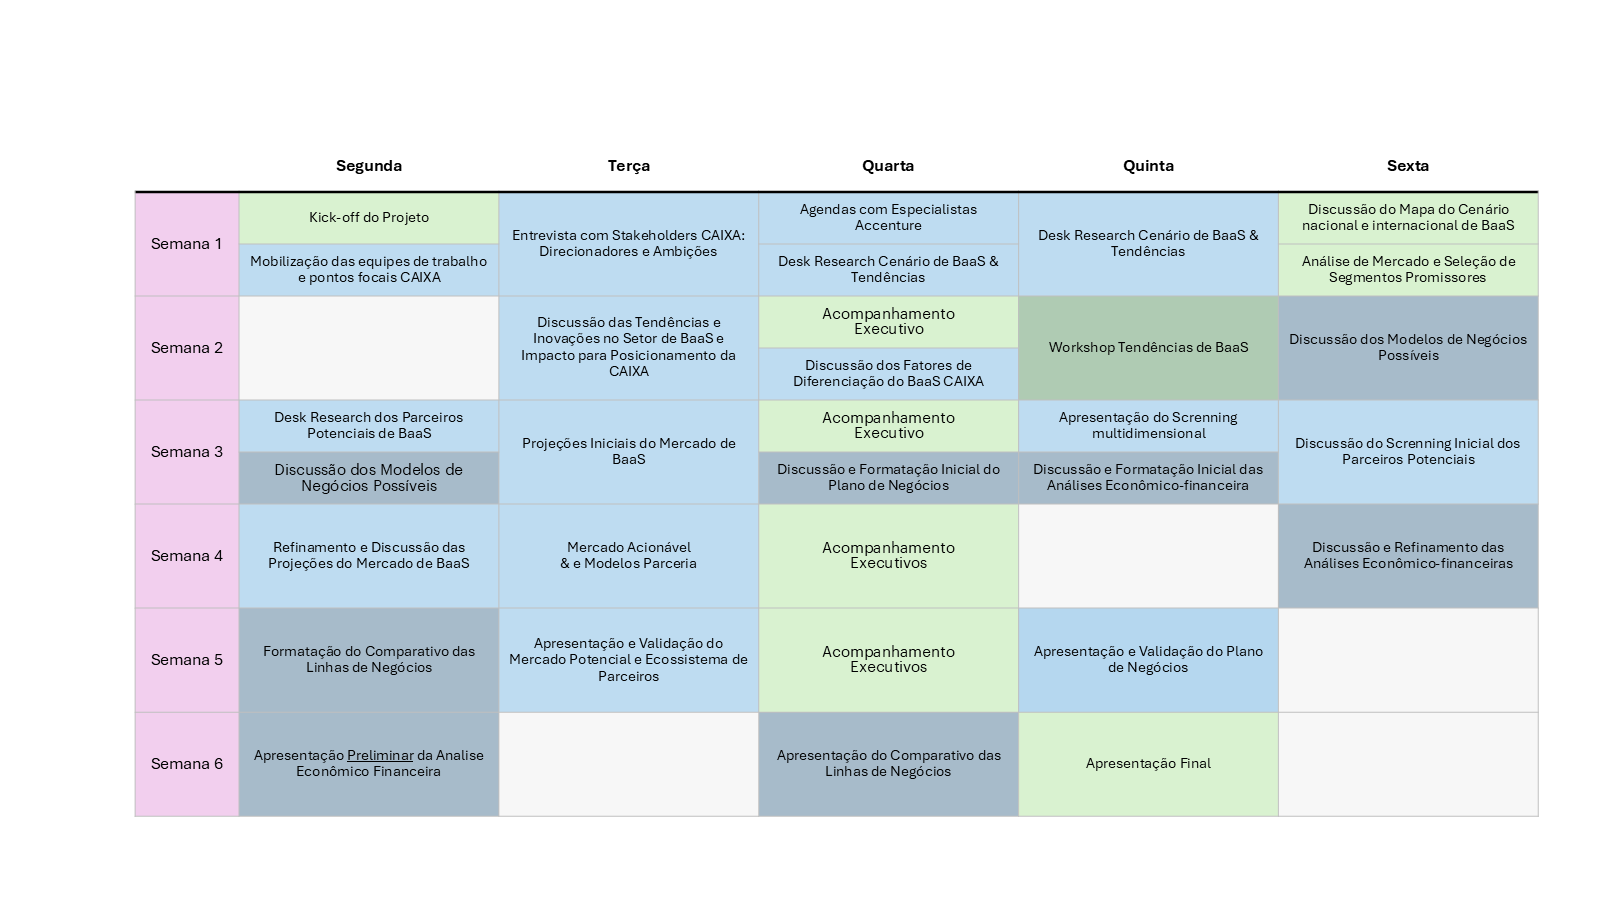 Segunda
Terça
Quarta
Quinta
Sexta
Semana 1
Kick-off do Projeto
Mobilização das equipes de trabalho
e pontos focais CAIXA
Entrevista com Stakeholders CAIXA:
Direcionadores e Ambições
Agendas com Especialistas
Accenture
Desk Research Cenário de BaaS &
Tendências
Desk Research Cenário de BaaS &
Tendências
Discussão do Mapa do Cenário
nacional e internacional de BaaS
Análise de Mercado e Seleção de
Segmentos Promissores
Semana 2
Discussão das Tendências e
Inovações no Setor de BaaS e
Impacto para Posicionamento da
CAIXA
Acompanhamento
Executivo
Discussão dos Fatores de
Diferenciação do BaaS CAIXA
Workshop Tendências de BaaS
Discussão dos Modelos de Negócios
Possíveis
Semana 3
Desk Research dos Parceiros
Potenciais de BaaS
Discussão dos Modelos de
Negócios Possíveis
Projeções Iniciais do Mercado de
BaaS
Acompanhamento
Executivo
Discussão e Formatação Inicial do
Plano de Negócios
Apresentação do Screnning
multidimensional
Discussão e Formatação Inicial das
Análises Econômico-financeira
Discussão do Screnning Inicial dos
Parceiros Potenciais
Semana 4
Refinamento e Discussão das
Projeções do Mercado de BaaS
Mercado Acionável
& e Modelos Parceria
Acompanhamento
Executivos
Discussão e Refinamento das
Análises Econômico-financeiras
Semana 5
Formatação do Comparativo das
Linhas de Negócios
Apresentação e Validação do
Mercado Potencial e Ecossistema de
Parceiros
Acompanhamento
Executivos
Apresentação e Validação do Plano
de Negócios
Semana 6
Apresentação Preliminar da Analise
Econômico Financeira
Apresentação do Comparativo das
Linhas de Negócios
Apresentação Final